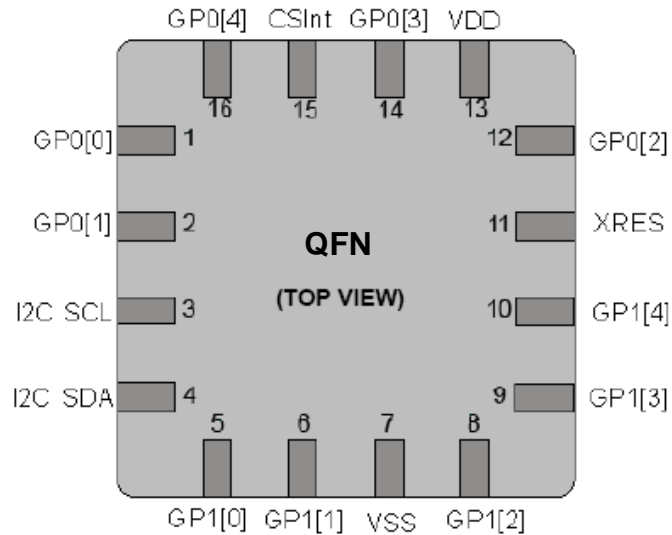 GP0[4] CSInt GP0[3] VDD
16 15 14 13
GP0[0] 1 12 GP0[2]
GP0[1] 2 11 XRES
QFN
(TOP VIEW)
I2C SCL 3 10 GP1[4]
I2C SDA 4 9 GP1[3]
5 6 7 8
GP1[0] GP1[1] VSS GP1[2]